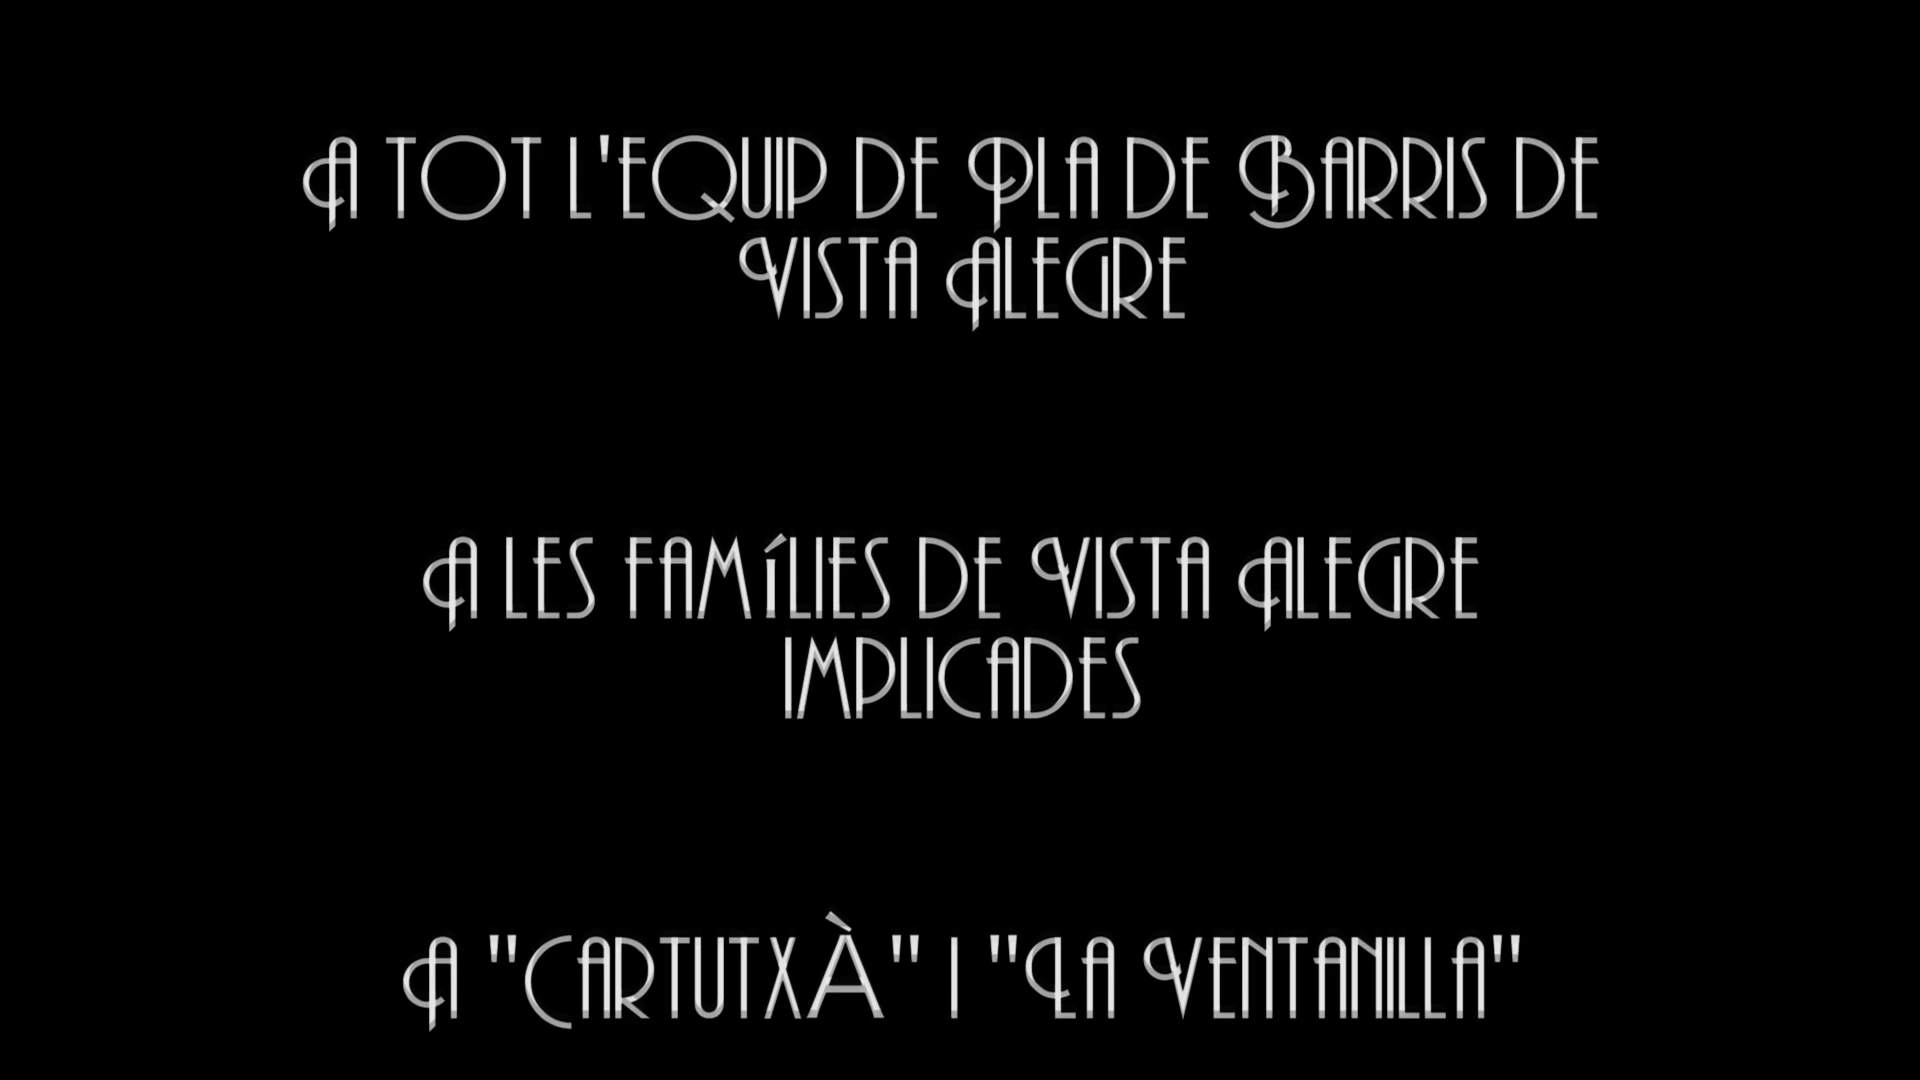 A tot l'equip de Pla de Barris de
Vista Alegre
A les famílies de Vista Alegre
implicades
A "Cartutxà" i "La Ventanilla"